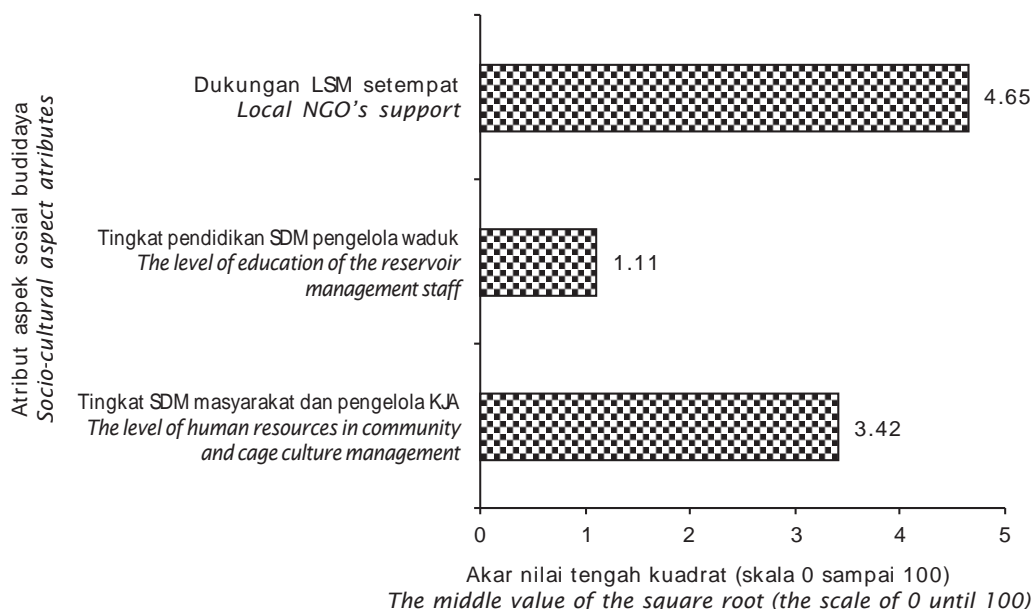 Atribut aspek sosial budidaya
Socio-cultural aspect atributes
Dukungan LSM setempat
Local NGO's support
4.65
Tingkat pendidikan SDM pengelola waduk
The level of education of the reservoir
management staff
1.11
Tingkat SDM masyarakat dan pengelola KJA
The level of human resources in community
and cage culture management
3.42
0 1 2 3 4 5
Akar nilai tengah kuadrat (skala 0 sampai 100)
The middle value of the square root (the scale of 0 until 100)